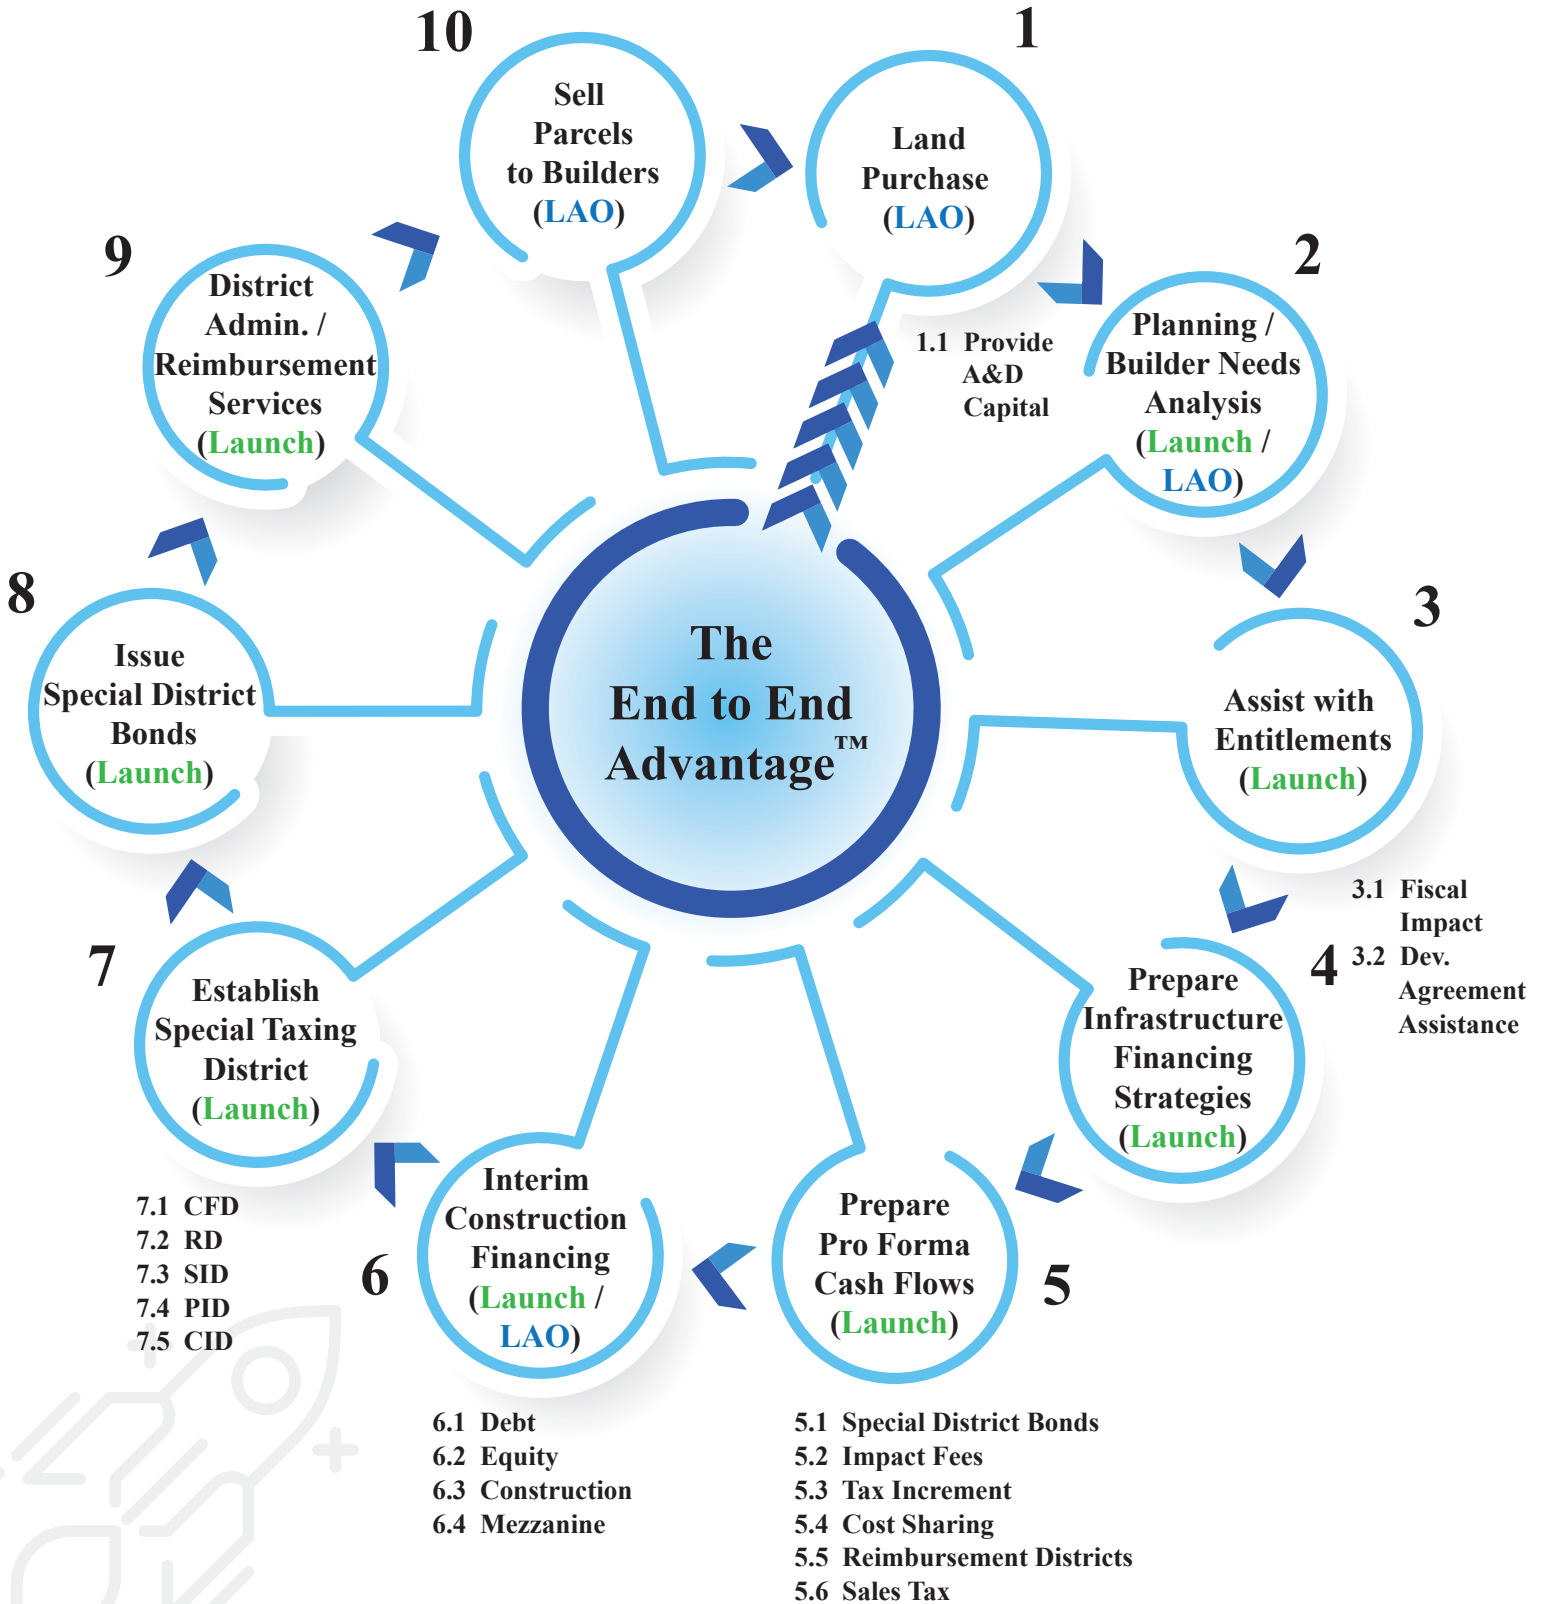 The
End to End
Advantage™
1
Land
Purchase
(LAO)
1.1 Provide
A&D
Capital
2
Planning /
Builder Needs
Analysis
(Launch /
LAO)
3
Assist with
Entitlements
(Launch)
3.1 Fiscal
Impact
3.2 Dev.
Agreement
Assistance
4
Prepare
Infrastructure
Financing
Strategies
(Launch)
5
Prepare
Pro Forma
Cash Flows
(Launch)
5.1 Special District Bonds
5.2 Impact Fees
5.3 Tax Increment
5.4 Cost Sharing
5.5 Reimbursement Districts
5.6 Sales Tax
6
Interim
Construction
Financing
(Launch /
LAO)
6.1 Debt
6.2 Equity
6.3 Construction
6.4 Mezzanine
7
Establish
Special Taxing
District
(Launch)
7.1 CFD
7.2 RD
7.3 SID
7.4 PID
7.5 CID
8
Issue
Special District
Bonds
(Launch)
9
District
Admin. /
Reimbursement
Services
(Launch)
10
Sell
Parcels
to Builders
(LAO)